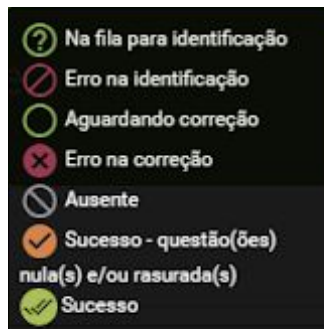 Na fila para identificação
Erro na identificação
Aguardando correção
Erro na correção
Ausente
Sucesso - questão(ões)
nula(s) e/ou rasurada(s)
Sucesso